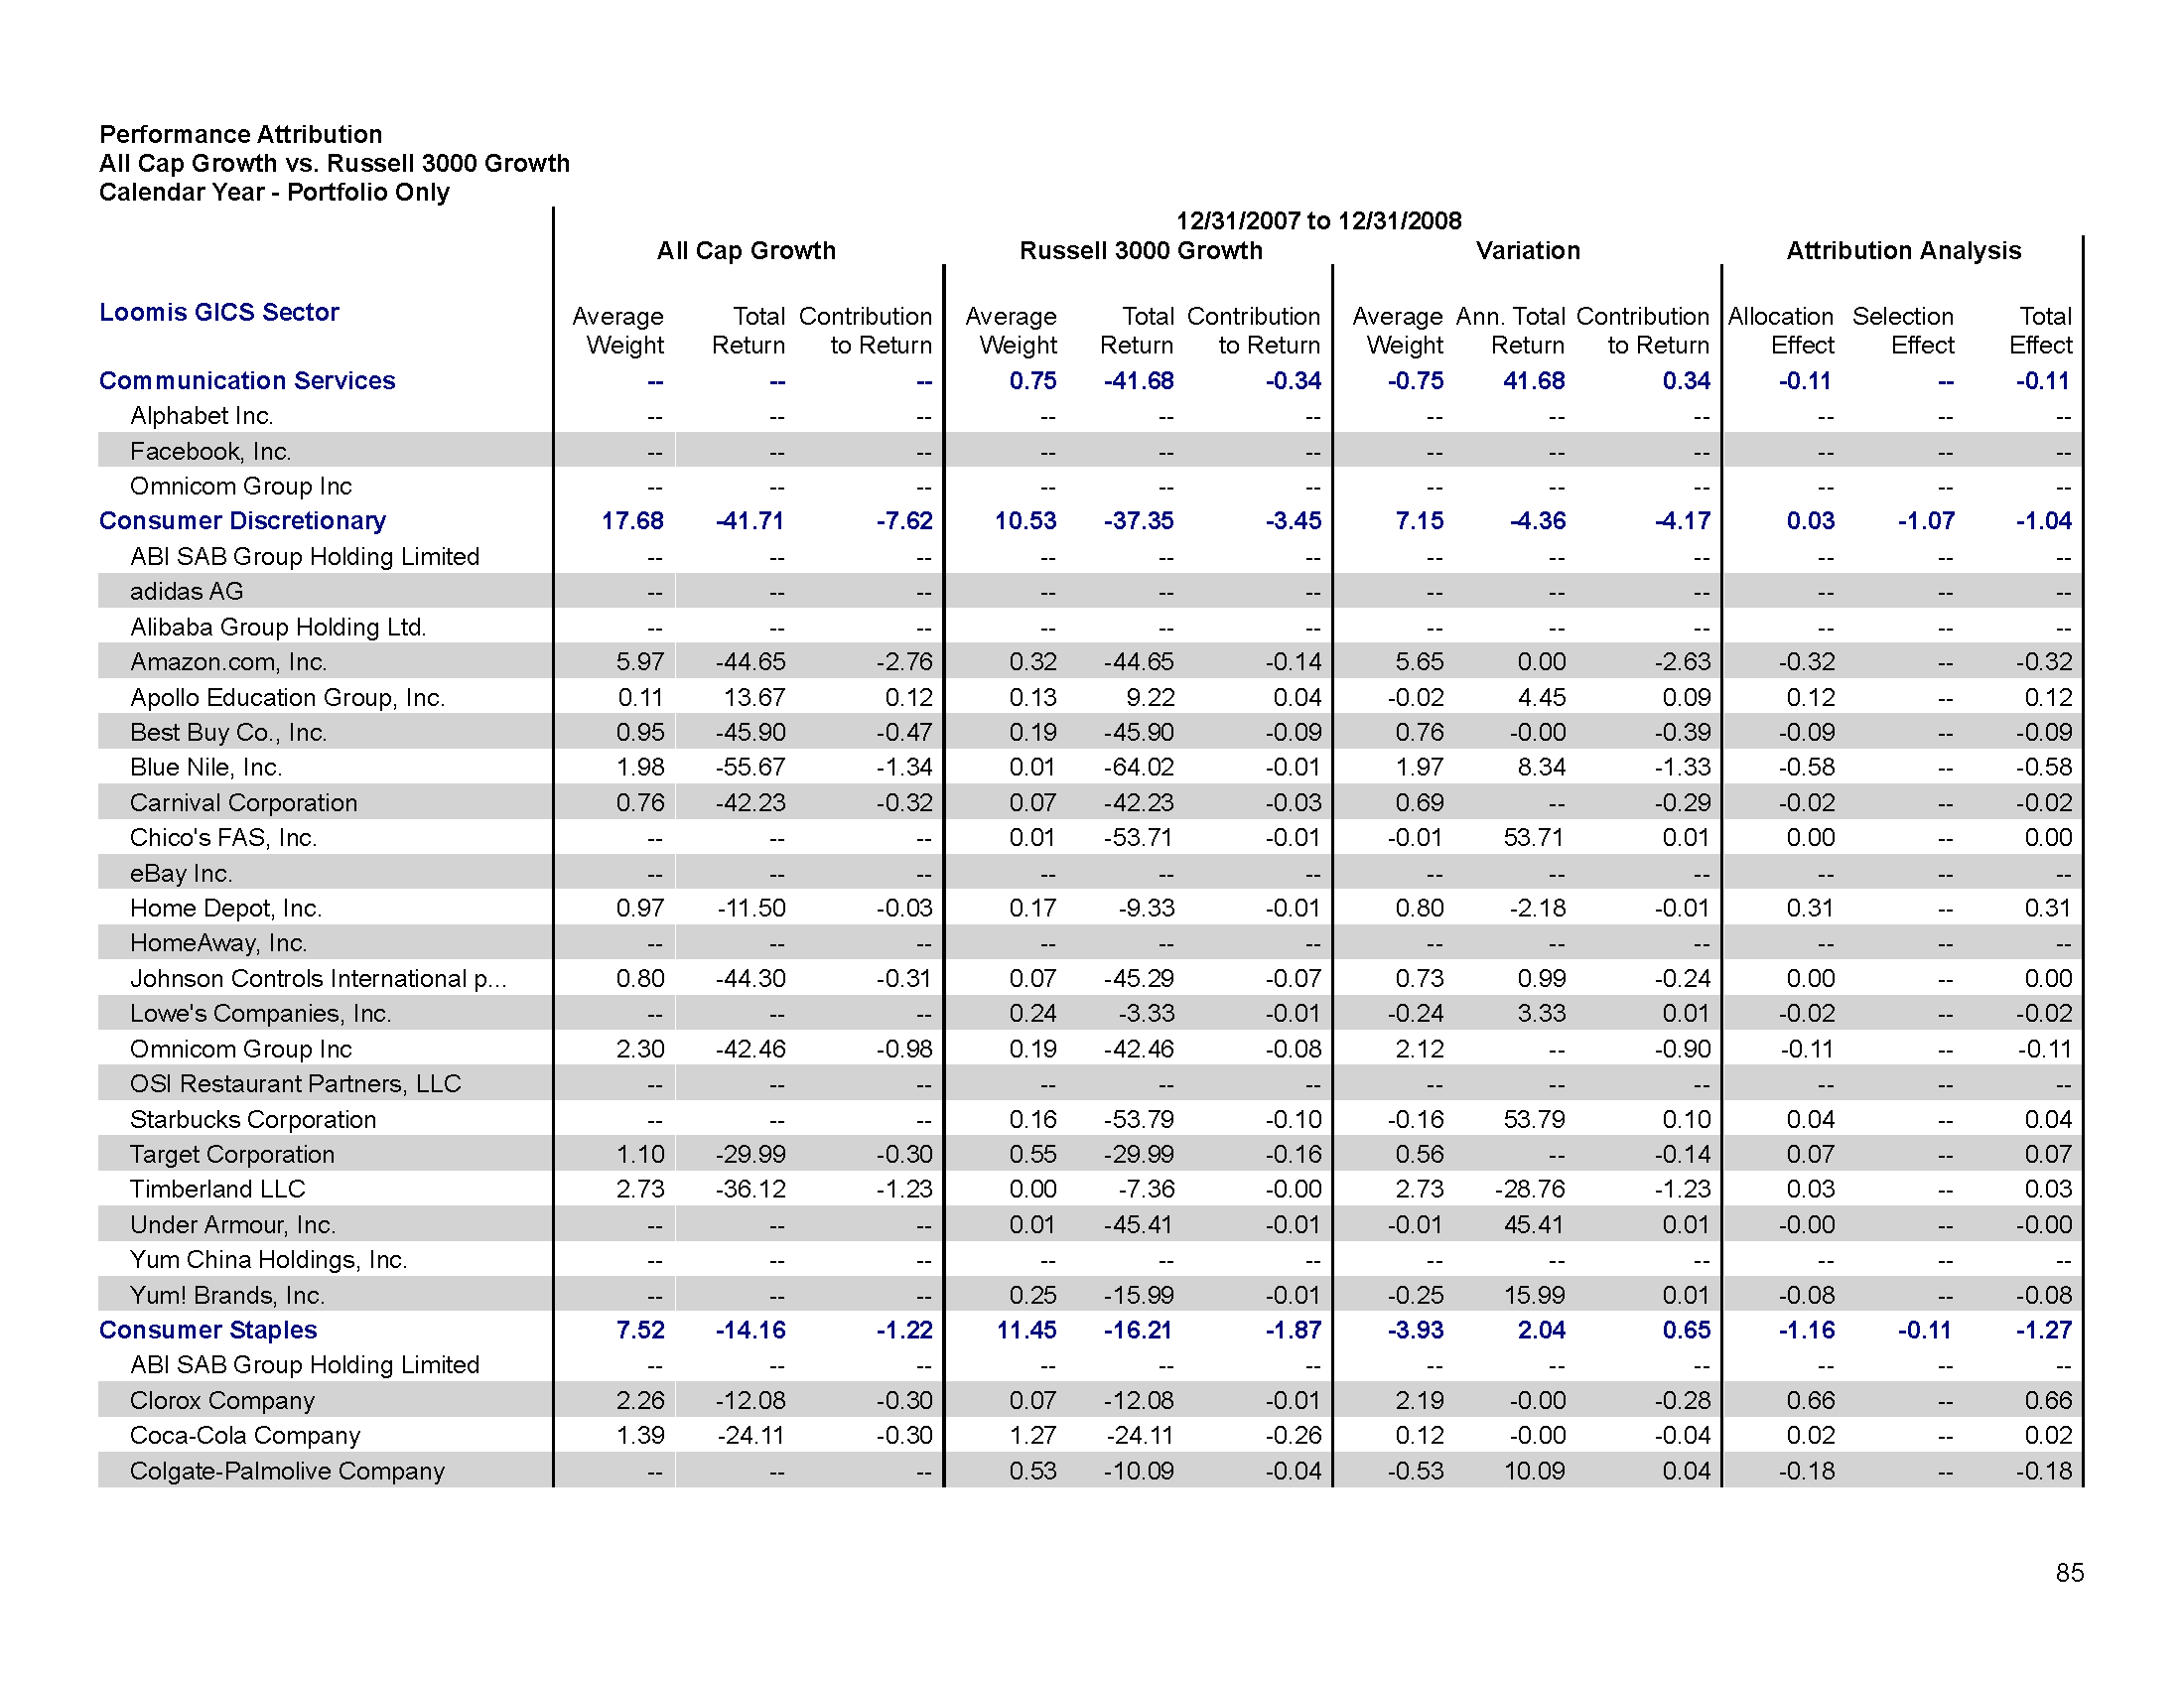 Performance Attribution
All Cap Growth vs. Russell 3000 Growth
Calendar Year - Portfolio Only
12/31/2007 to 12/31/2008
All Cap Growth Russell 3000 Growth Variation Attribution Analysis
Loomis GICS Sector Average Weight Total Return Contribution to Return Average Weight Total Return Contribution to Return Average Weight Ann. Total Return Contribution to Return Allocation Effect Selection Effect Total Effect
Communication Services -- -- -- 0.75 -41.68 -0.34 -0.75 41.68 0.34 -0.11 -- -0.11
Alphabet Inc. -- -- -- -- -- -- -- -- -- -- -- --
Facebook, Inc. -- -- -- -- -- -- -- -- -- -- -- --
Omnicom Group Inc -- -- -- -- -- -- -- -- -- -- -- --
Consumer Discretionary 17.68 -41.71 -7.62 10.53 -37.35 -3.45 7.15 -4.36 -4.17 0.03 -1.07 -1.04
ABI SAB Group Holding Limited -- -- -- -- -- -- -- -- -- -- -- --
adidas AG -- -- -- -- -- -- -- -- -- -- -- --
Alibaba Group Holding Ltd. -- -- -- -- -- -- -- -- -- -- -- --
Amazon.com, Inc. 5.97 -44.65 -2.76 0.32 -44.65 -0.14 5.65 0.00 -2.63 -0.32 -- -0.32
Apollo Education Group, Inc. 0.11 13.67 0.12 0.13 9.22 0.04 -0.02 4.45 0.09 0.12 -- 0.12
Best Buy Co., Inc. 0.95 -45.90 -0.47 0.19 -45.90 -0.09 0.76 -0.00 -0.39 -0.09 -- -0.09
Blue Nile, Inc. 1.98 -55.67 -1.34 0.01 -64.02 -0.01 1.97 8.34 -1.33 -0.58 -- -0.58
Carnival Corporation 0.76 -42.23 -0.32 0.07 -42.23 -0.03 0.69 -- -0.29 -0.02 -- -0.02
Chico's FAS, Inc. -- -- -- 0.01 -53.71 -0.01 -0.01 53.71 0.01 0.00 -- 0.00
eBay Inc. -- -- -- -- -- -- -- -- -- -- -- --
Home Depot, Inc. 0.97 -11.50 -0.03 0.17 -9.33 -0.01 0.80 -2.18 -0.01 0.31 -- 0.31
HomeAway, Inc. -- -- -- -- -- -- -- -- -- -- -- --
Johnson Controls International p... 0.80 -44.30 -0.31 0.07 -45.29 -0.07 0.73 0.99 -0.24 0.00 -- 0.00
Lowe's Companies, Inc. -- -- -- 0.24 -3.33 -0.01 -0.24 3.33 0.01 -0.02 -- -0.02
Omnicom Group Inc 2.30 -42.46 -0.98 0.19 -42.46 -0.08 2.12 -- -0.90 -0.11 -- -0.11
OSI Restaurant Partners, LLC -- -- -- -- -- -- -- -- -- -- -- --
Starbucks Corporation -- -- -- 0.16 -53.79 -0.10 -0.16 53.79 0.10 0.04 -- 0.04
Target Corporation 1.10 -29.99 -0.30 0.55 -29.99 -0.16 0.56 -- -0.14 0.07 -- 0.07
Timberland LLC 2.73 -36.12 -1.23 0.00 -7.36 -0.00 2.73 -28.76 -1.23 0.03 -- 0.03
Under Armour, Inc. -- -- -- 0.01 -45.41 -0.01 -0.01 45.41 0.01 -0.00 -- -0.00
Yum China Holdings, Inc. -- -- -- -- -- -- -- -- -- -- -- --
Yum! Brands, Inc. -- -- -- 0.25 -15.99 -0.01 -0.25 15.99 0.01 -0.08 -- -0.08
Consumer Staples 7.52 -14.16 -1.22 11.45 -16.21 -1.87 -3.93 2.04 0.65 -1.16 -0.11 -1.27
ABI SAB Group Holding Limited -- -- -- -- -- -- -- -- -- -- -- --
Clorox Company 2.26 -12.08 -0.30 0.07 -12.08 -0.01 2.19 -0.00 -0.28 0.66 -- 0.66
Coca-Cola Company 1.39 -24.11 -0.30 1.27 -24.11 -0.26 0.12 -0.00 -0.04 0.02 -- 0.02
Colgate-Palmolive Company -- -- -- 0.53 -10.09 -0.04 -0.53 10.09 0.04 -0.18 -- -0.18
85